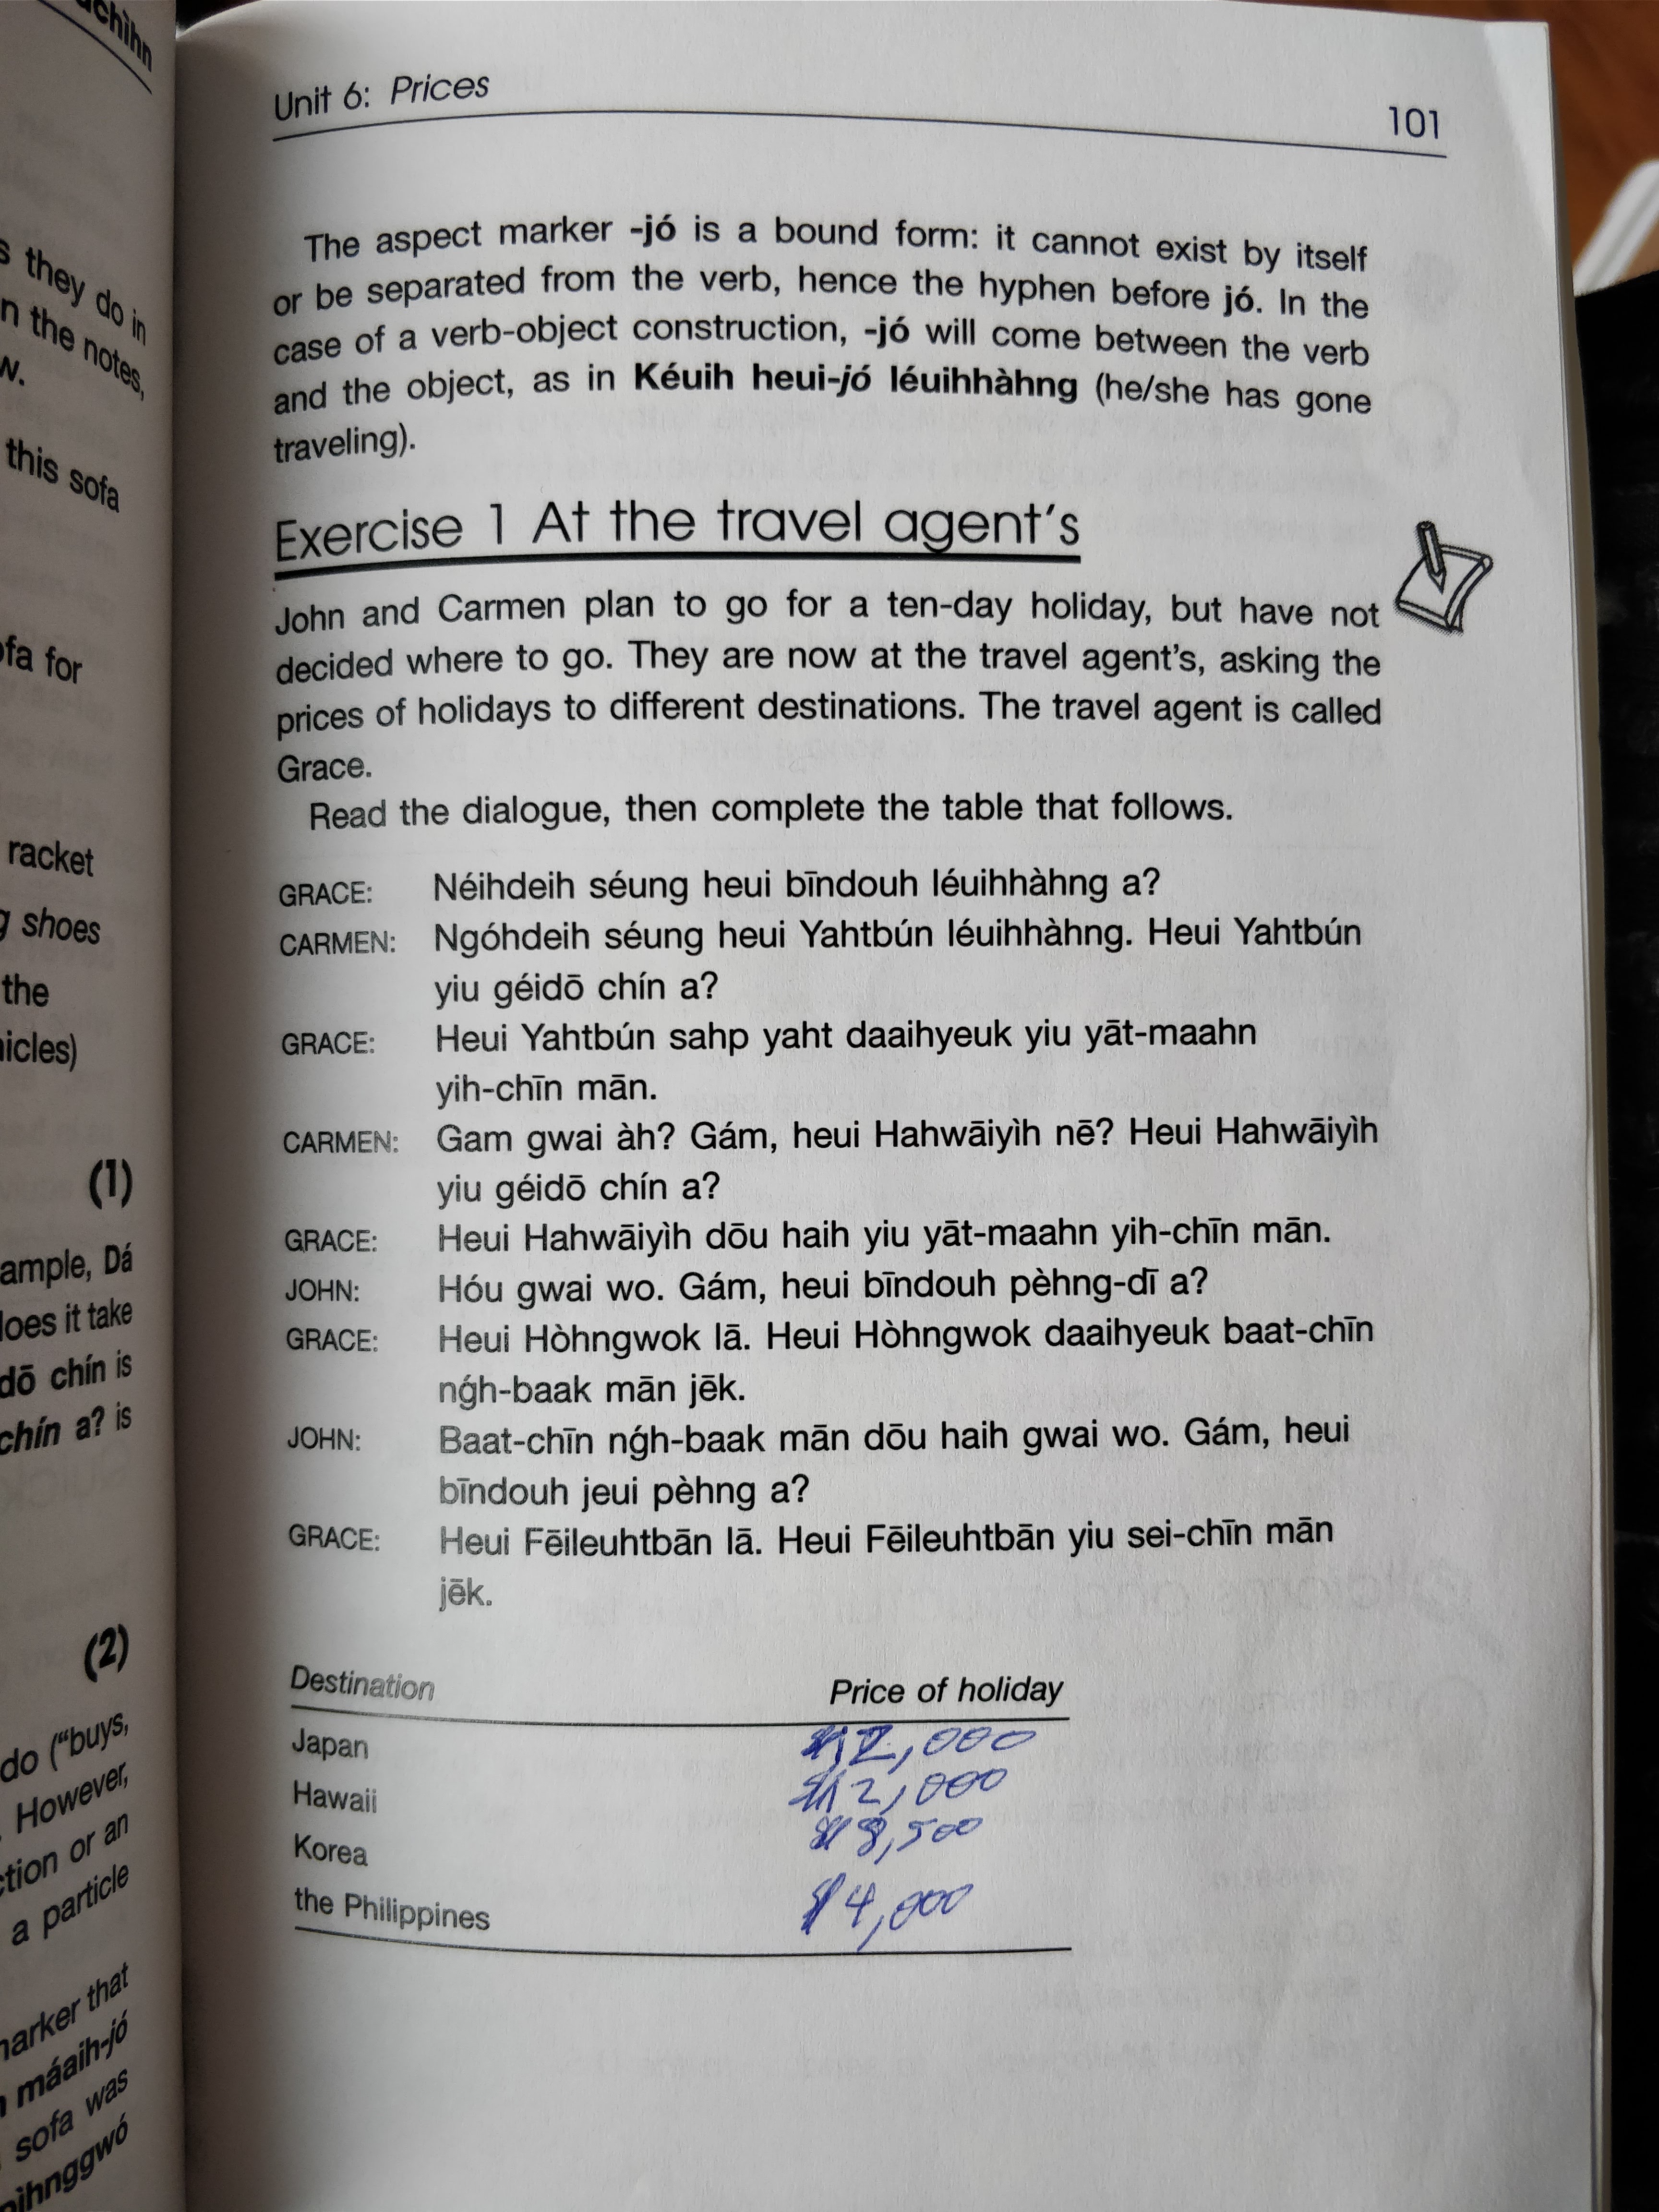 achìhn
s they do in
n the notes,
w.
this sofa
ofa for
racket
g shoes
the
icles)
(1)
ample, Dá
loes it take
dō chín is
chín a? is
(2)
do (“buys,
However,
ction or an
a particle
marker that
máaih-jó
sofa was
pihnggwó
Unit 6: Prices
101
The aspect marker -jó is a bound form: it cannot exist by itself
or be separated from the verb, hence the hyphen before jó. In the
case of a verb-object construction, -jó will come between the verb
and the object, as in Kéuih heui-jó léuihhàhng (he/she has gone
traveling).
Exercise 1 At the travel agent's
John and Carmen plan to go for a ten-day holiday, but have not
decided where to go. They are now at the travel agent's, asking the
prices of holidays to different destinations. The travel agent is called
Grace.
Read the dialogue, then complete the table that follows.
GRACE: Néihdeih séung heui bīndouh léuihhàhng a?
CARMEN: Ngóhdeih séung heui Yahtbún léuihhàhng. Heui Yahtbún
yiu géidō chín a?
GRACE: Heui Yahtbún sahp yaht daaihyeuk yiu yāt-maahn
yih-chīn mān.
CARMEN: Gam gwai àh? Gám, heui Hahwāiyìh nē? Heui Hahwāiyìh
yiu géidō chín a?
GRACE: Heui Hahwāiyìh dōu haih yiu yāt-maahn yih-chīn mān.
JOHN: Hóu gwai wo. Gám, heui bīndouh pèhng-dī a?
GRACE: Heui Hòhngwok lā. Heui Hòhngwok daaihyeuk baat-chīn
nǵh-baak mān jēk.
JOHN: Baat-chīn nǵh-baak mān dōu haih gwai wo. Gám, heui
bīndouh jeui pèhng a?
GRACE: Heui Fēileuhtbān lā. Heui Fēileuhtbān yiu sei-chīn mān
jēk.
Destination Price of holiday
Japan $12,000
Hawaii $12,000
Korea $8,500
the Philippines $4,000